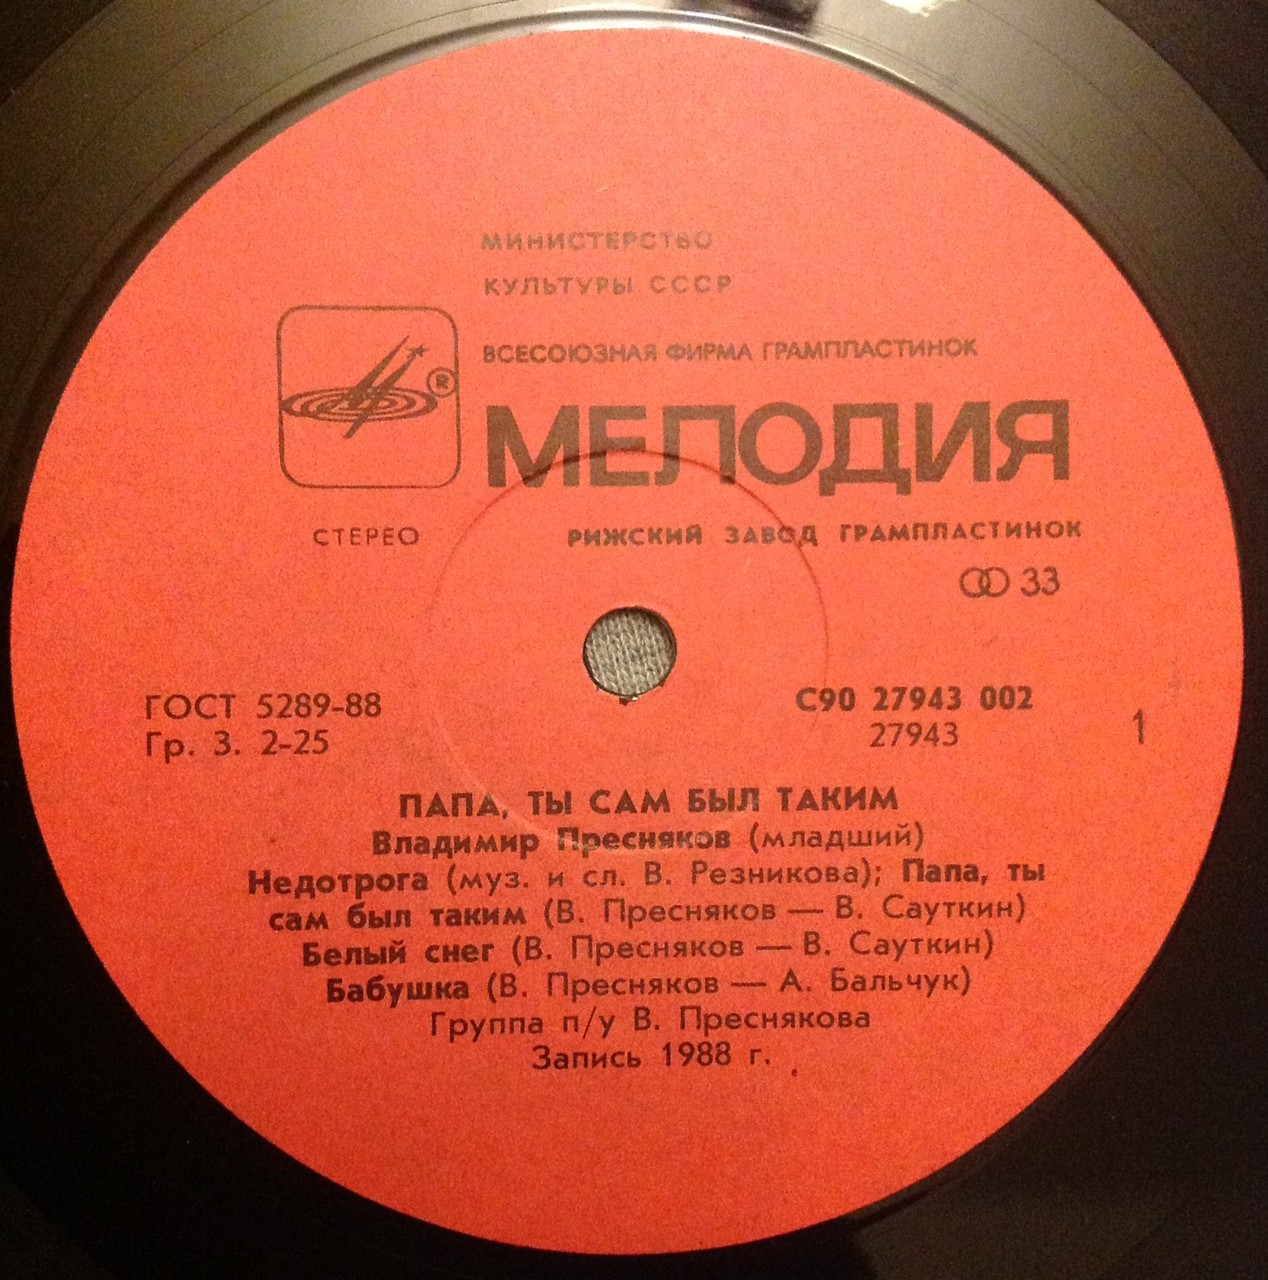 МИНИСТЕРСТВО
КУЛЬТУРЫ СССР
ВСЕСОЮЗНАЯ ФИРМА ГРАМПЛАСТИНОК
®
МЕЛОДИЯ
СТЕРЕО
РИЖСКИЙ ЗАВОД ГРАМПЛАСТИНОК
33
ГОСТ 5289-88
Гр. 3. 2-25
С90 27943 002
27943
1
ПАПА, ТЫ САМ БЫЛ ТАКИМ
Владимир Пресняков (младший)
Недотрога (муз. и сл. В. Резникова); Папа, ты
сам был таким (В. Пресняков — В. Сауткин)
Белый снег (В. Пресняков — В. Сауткин)
Бабушка (В. Пресняков — А. Бальчук)
Группа п/у В. Преснякова
Запись 1988 г.